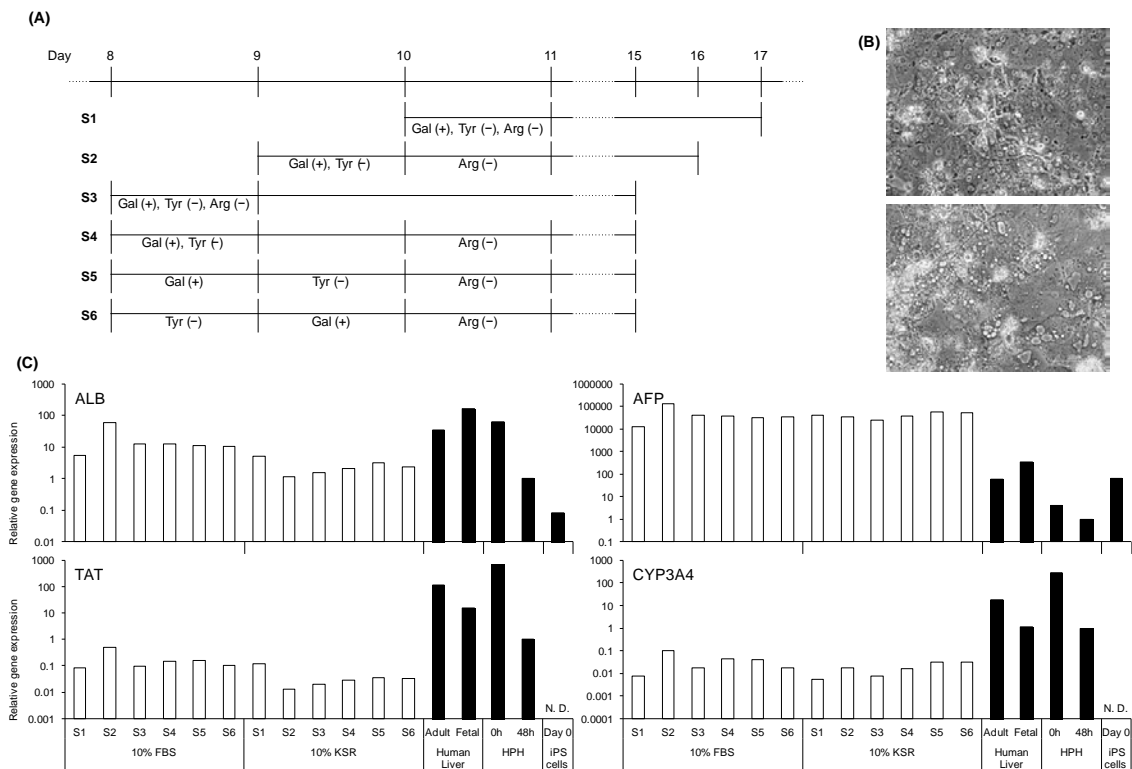 (A)
Day 8 9 10 11 15 16 17
S1 Gal (+), Tyr (−), Arg (−)
S2 Gal (+), Tyr (−) Arg (−)
S3 Gal (+), Tyr (−), Arg (−)
S4 Gal (+), Tyr (−) Arg (−)
S5 Gal (+) Tyr (−) Arg (−)
S6 Tyr (−) Gal (+) Arg (−)
(B)
(C)
ALB
Relative gene expression
1000
100
10
1
0.1
0.01
AFP
1000000
100000
10000
1000
100
10
1
0.1
TAT
Relative gene expression
1000
100
10
1
0.1
0.01
0.001
N. D.
S1 S2 S3 S4 S5 S6 S1 S2 S3 S4 S5 S6 Adult Fetal 0h 48h Day 0
10% FBS 10% KSR Human Liver HPH iPS cells
CYP3A4
1000
100
10
1
0.1
0.01
0.001
0.0001
N. D.
S1 S2 S3 S4 S5 S6 S1 S2 S3 S4 S5 S6 Adult Fetal 0h 48h Day 0
10% FBS 10% KSR Human Liver HPH iPS cells